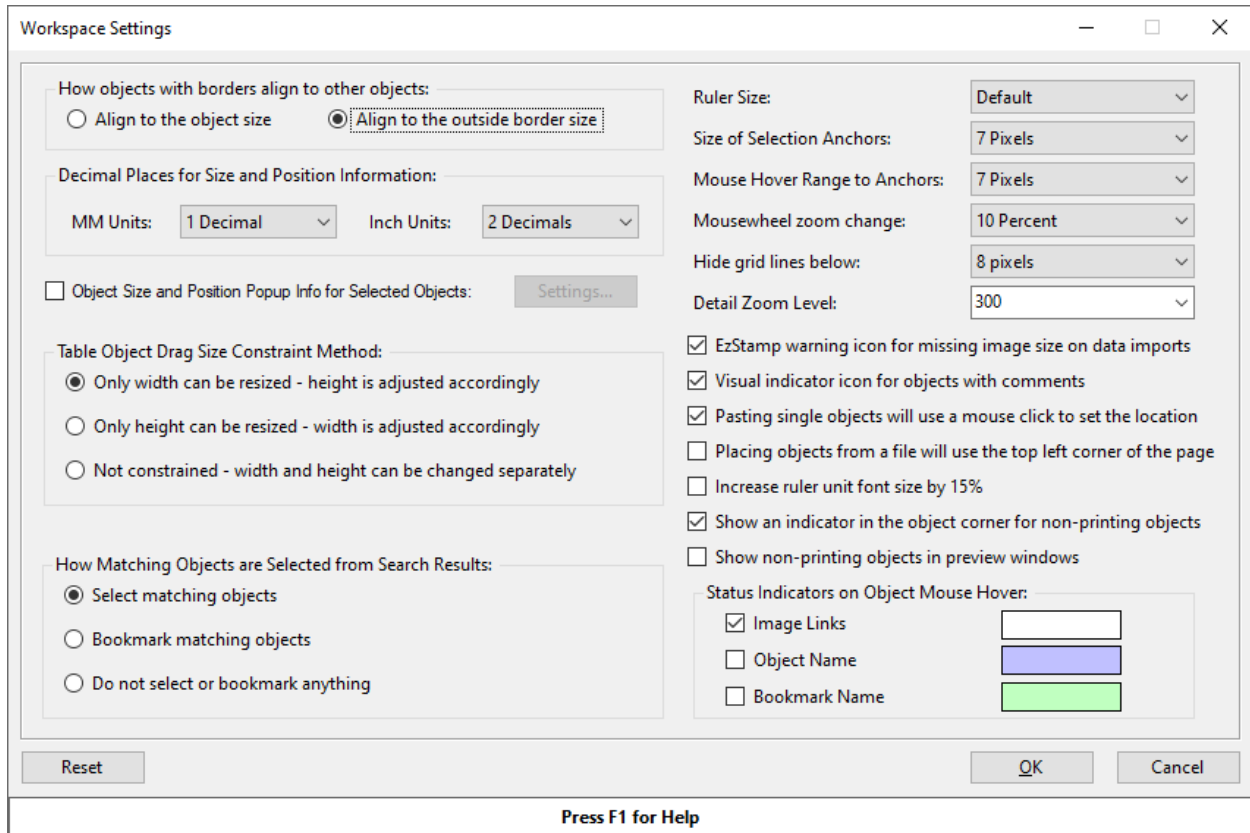 Workspace Settings
How objects with borders align to other objects:
Align to the object size
Align to the outside border size
Decimal Places for Size and Position Information:
MM Units: 1 Decimal Inch Units: 2 Decimals
Object Size and Position Popup Info for Selected Objects: Settings...
Table Object Drag Size Constraint Method:
Only width can be resized - height is adjusted accordingly
Only height can be resized - width is adjusted accordingly
Not constrained - width and height can be changed separately
How Matching Objects are Selected from Search Results:
Select matching objects
Bookmark matching objects
Do not select or bookmark anything
Ruler Size: Default
Size of Selection Anchors: 7 Pixels
Mouse Hover Range to Anchors: 7 Pixels
Mousewheel zoom change: 10 Percent
Hide grid lines below: 8 pixels
Detail Zoom Level: 300
EzStamp warning icon for missing image size on data imports
Visual indicator icon for objects with comments
Pasting single objects will use a mouse click to set the location
Placing objects from a file will use the top left corner of the page
Increase ruler unit font size by 15%
Show an indicator in the object corner for non-printing objects
Show non-printing objects in preview windows
Status Indicators on Object Mouse Hover:
Image Links
Object Name
Bookmark Name
Reset
OK
Cancel
Press F1 for Help